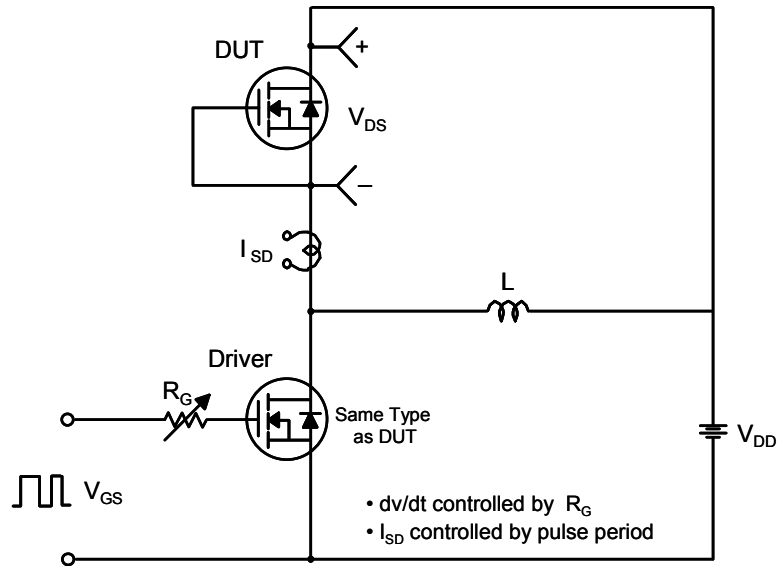 DUT
+
V_DS
–
I_SD
L
Driver
R_G
Same Type
as DUT
V_DD
V_GS
• dv/dt controlled by R_G
• I_SD controlled by pulse period